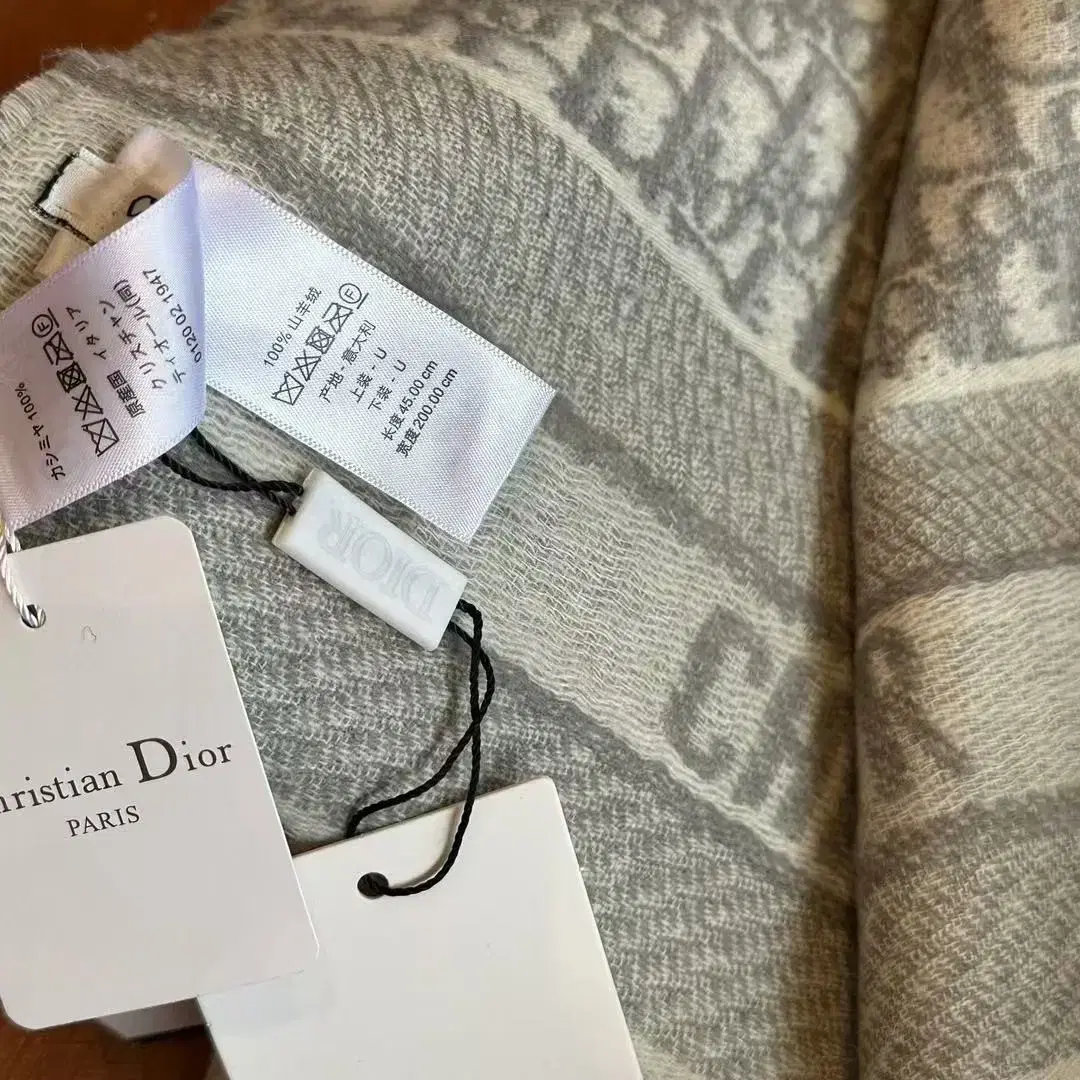 カシミヤ100%
原産国 イタリア
クリスチャン
ディオール(同)
0120 02 1947
100% 山羊绒
产地 - 意大利
上装 - U
下装 - U
长度 45.00 cm
宽度 200.00 cm
DIOR
Christian Dior
PARIS